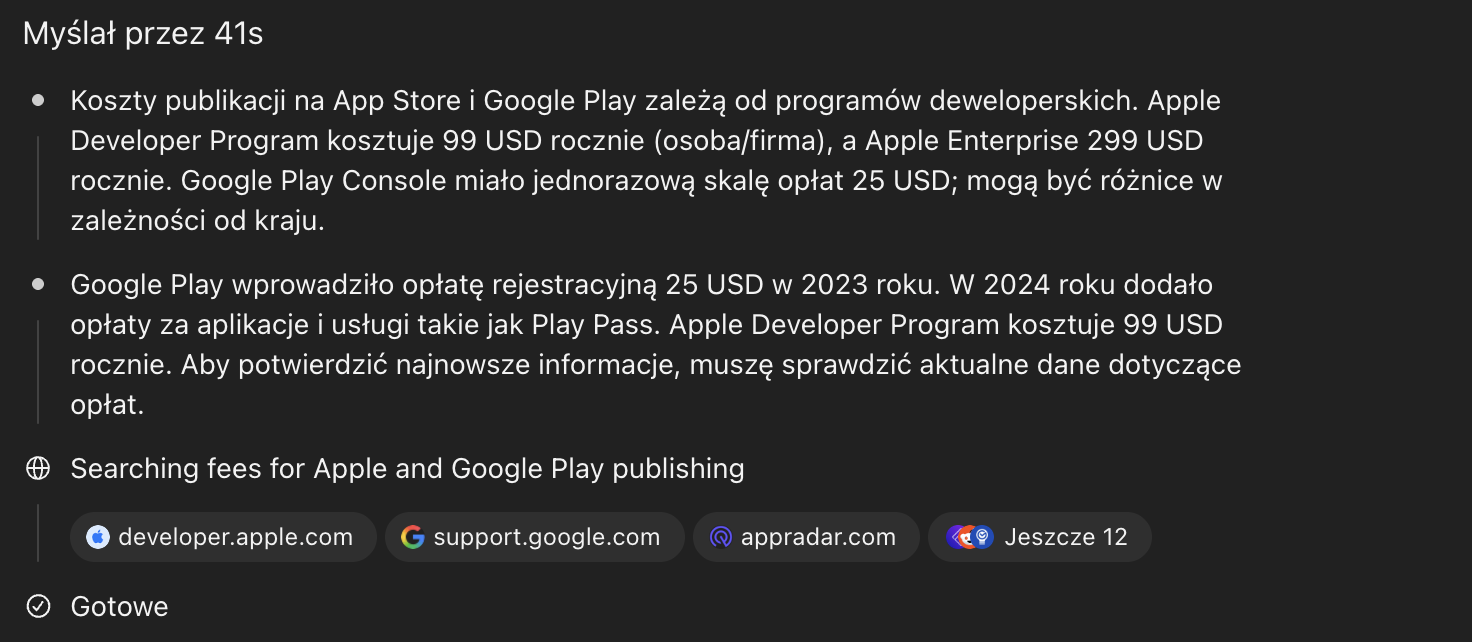 Myślał przez 41s
Koszty publikacji na App Store i Google Play zależą od programów deweloperskich. Apple
Developer Program kosztuje 99 USD rocznie (osoba/firma), a Apple Enterprise 299 USD
rocznie. Google Play Console miało jednorazową skalę opłat 25 USD; mogą być różnice w
zależności od kraju.
Google Play wprowadziło opłatę rejestracyjną 25 USD w 2023 roku. W 2024 roku dodało
opłaty za aplikacje i usługi takie jak Play Pass. Apple Developer Program kosztuje 99 USD
rocznie. Aby potwierdzić najnowsze informacje, muszę sprawdzić aktualne dane dotyczące
opłat.
Searching fees for Apple and Google Play publishing
developer.apple.com support.google.com appradar.com Jeszcze 12
Gotowe